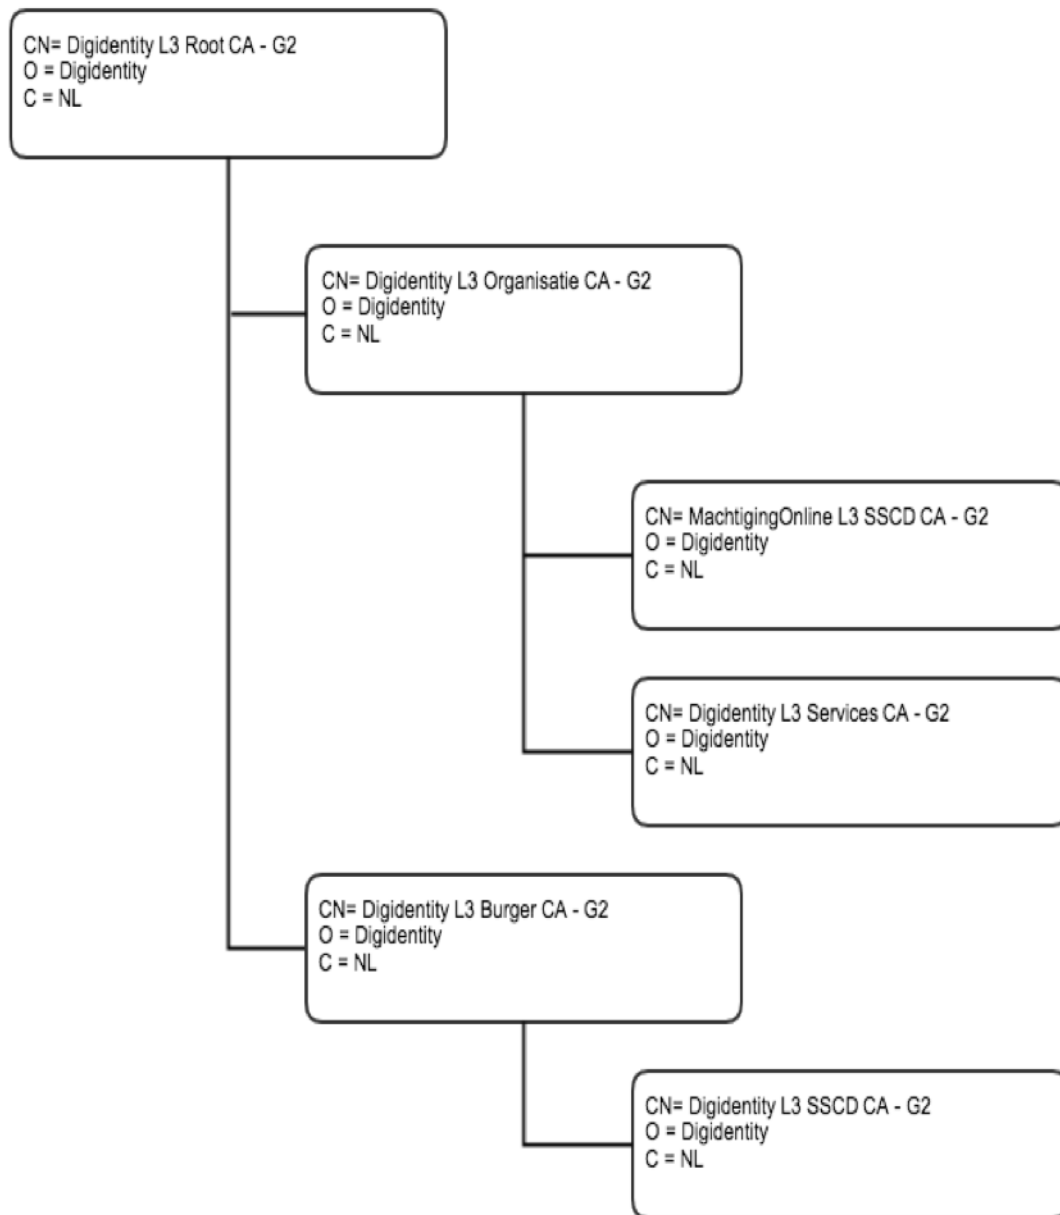 CN= Digidentity L3 Root CA - G2
O = Digidentity
C = NL
CN= Digidentity L3 Organisatie CA - G2
O = Digidentity
C = NL
CN= MachtigingOnline L3 SSCD CA - G2
O = Digidentity
C = NL
CN= Digidentity L3 Services CA - G2
O = Digidentity
C = NL
CN= Digidentity L3 Burger CA - G2
O = Digidentity
C = NL
CN= Digidentity L3 SSCD CA - G2
O = Digidentity
C = NL